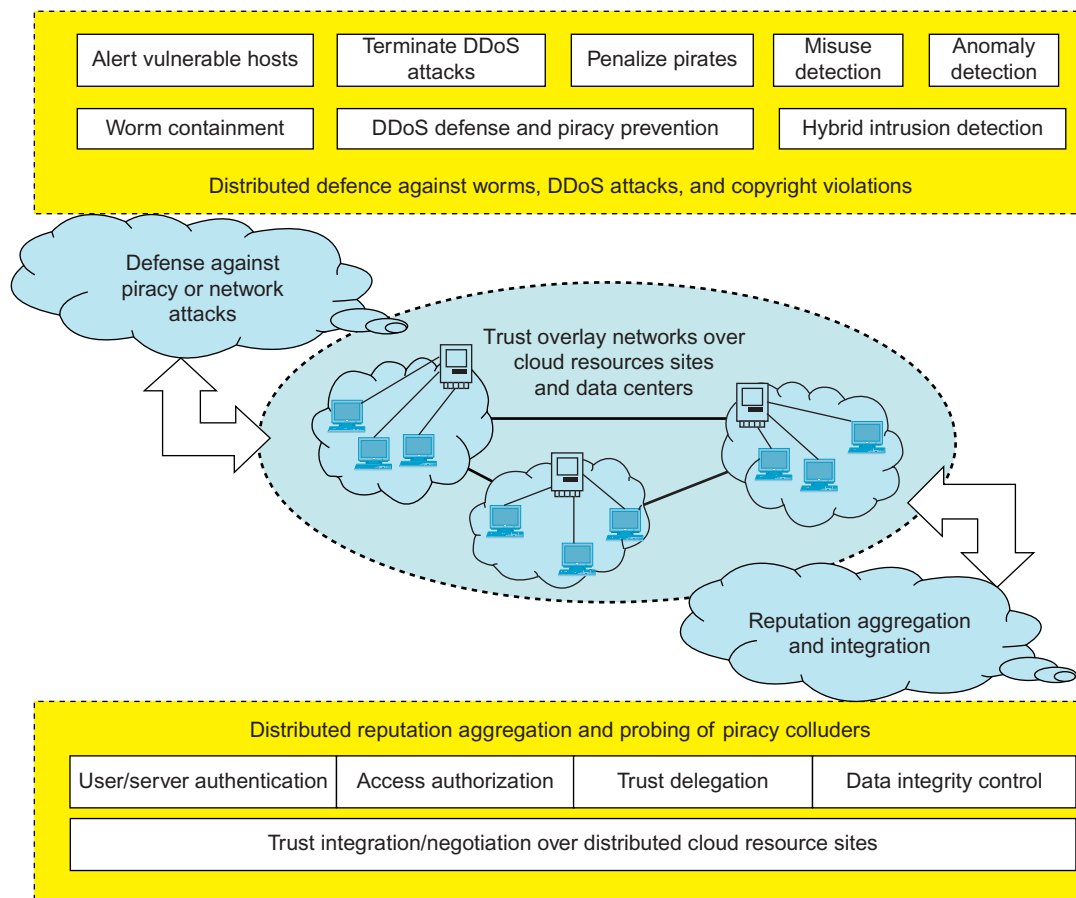 Alert vulnerable hosts
Terminate DDoS
attacks
Penalize pirates
Misuse
detection
Anomaly
detection
Worm containment
DDoS defense and piracy prevention
Hybrid intrusion detection
Distributed defence against worms, DDoS attacks, and copyright violations
Defense against
piracy or network
attacks
Trust overlay networks over
cloud resources sites
and data centers
Reputation aggregation
and integration
Distributed reputation aggregation and probing of piracy colluders
User/server authentication
Access authorization
Trust delegation
Data integrity control
Trust integration/negotiation over distributed cloud resource sites